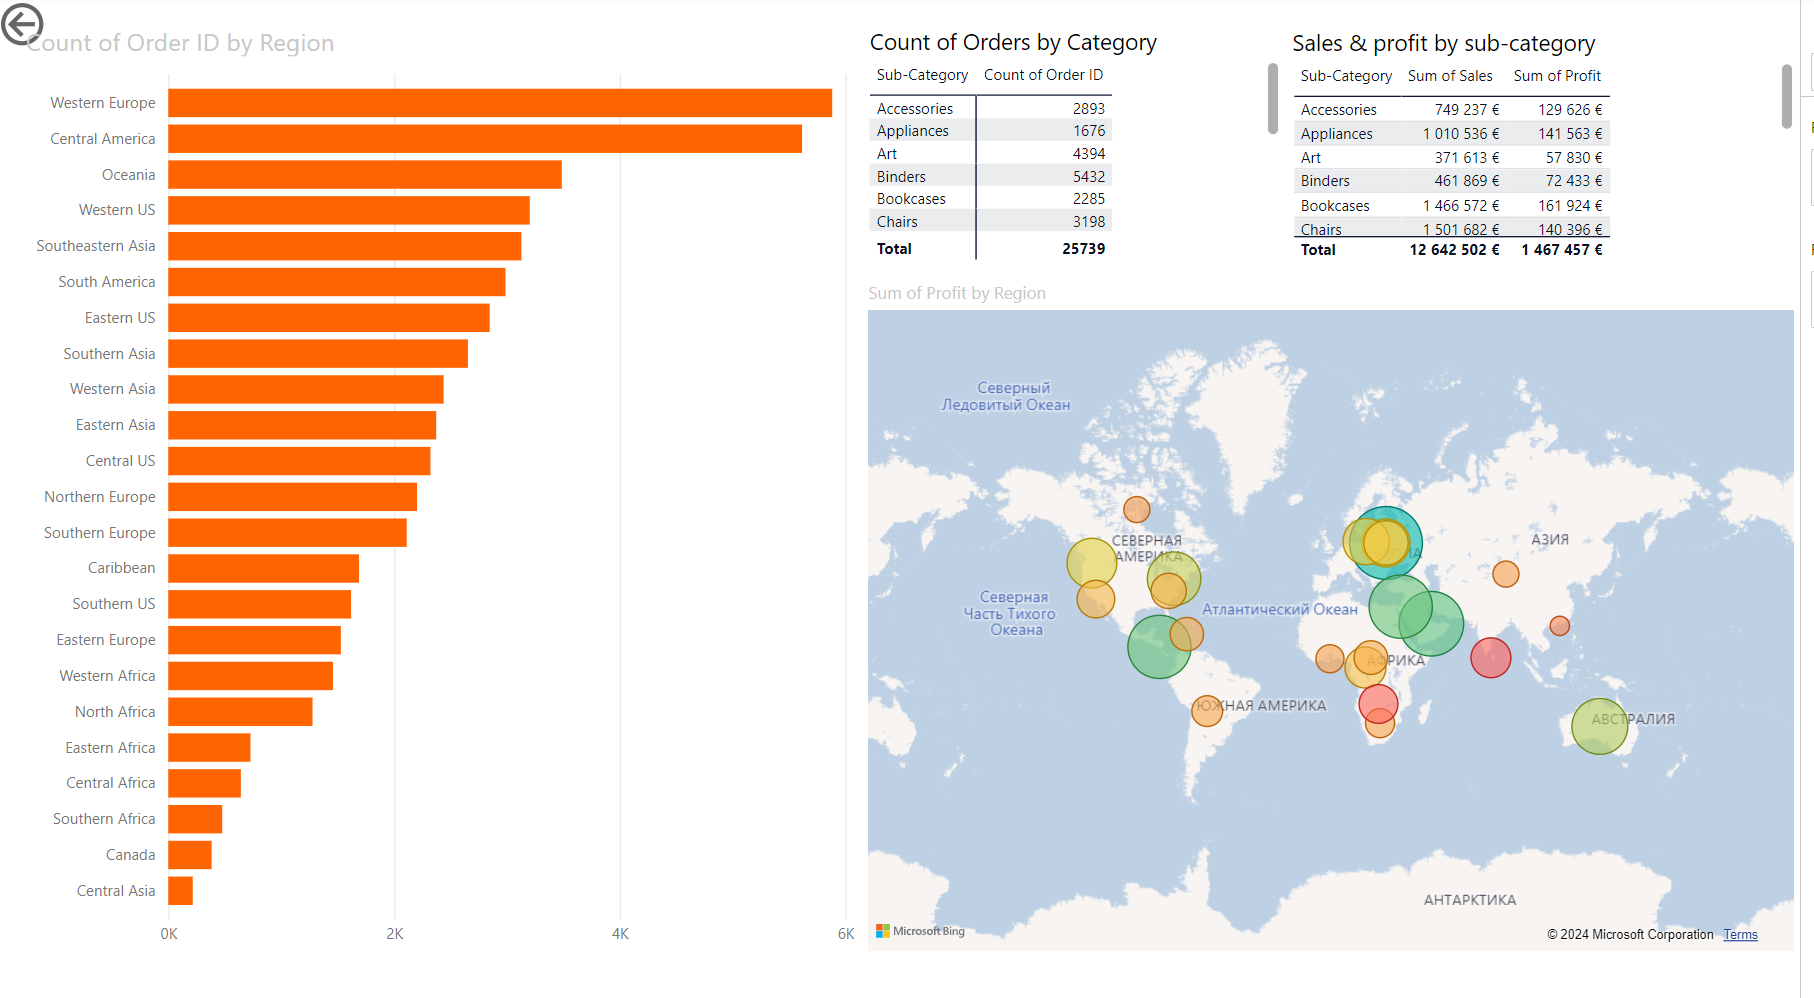 Count of Order ID by Region
Western Europe
Central America
Oceania
Western US
Southeastern Asia
South America
Eastern US
Southern Asia
Western Asia
Eastern Asia
Central US
Northern Europe
Southern Europe
Caribbean
Southern US
Eastern Europe
Western Africa
North Africa
Eastern Africa
Central Africa
Southern Africa
Canada
Central Asia
0K 2K 4K 6K
Count of Orders by Category
Sub-Category Count of Order ID
Accessories 2893
Appliances 1676
Art 4394
Binders 5432
Bookcases 2285
Chairs 3198
Total 25739
Sales & profit by sub-category
Sub-Category Sum of Sales Sum of Profit
Accessories 749 237 € 129 626 €
Appliances 1 010 536 € 141 563 €
Art 371 613 € 57 830 €
Binders 461 869 € 72 433 €
Bookcases 1 466 572 € 161 924 €
Chairs 1 501 682 € 140 396 €
Total 12 642 502 € 1 467 457 €
Sum of Profit by Region
Северный
Ледовитый Океан
СЕВЕРНАЯ
АМЕРИКА
АЗИЯ
Северная
Часть Тихого
Океана
Атлантический Океан
АФРИКА
ЮЖНАЯ АМЕРИКА
АВСТРАЛИЯ
АНТАРКТИКА
Microsoft Bing
© 2024 Microsoft Corporation Terms